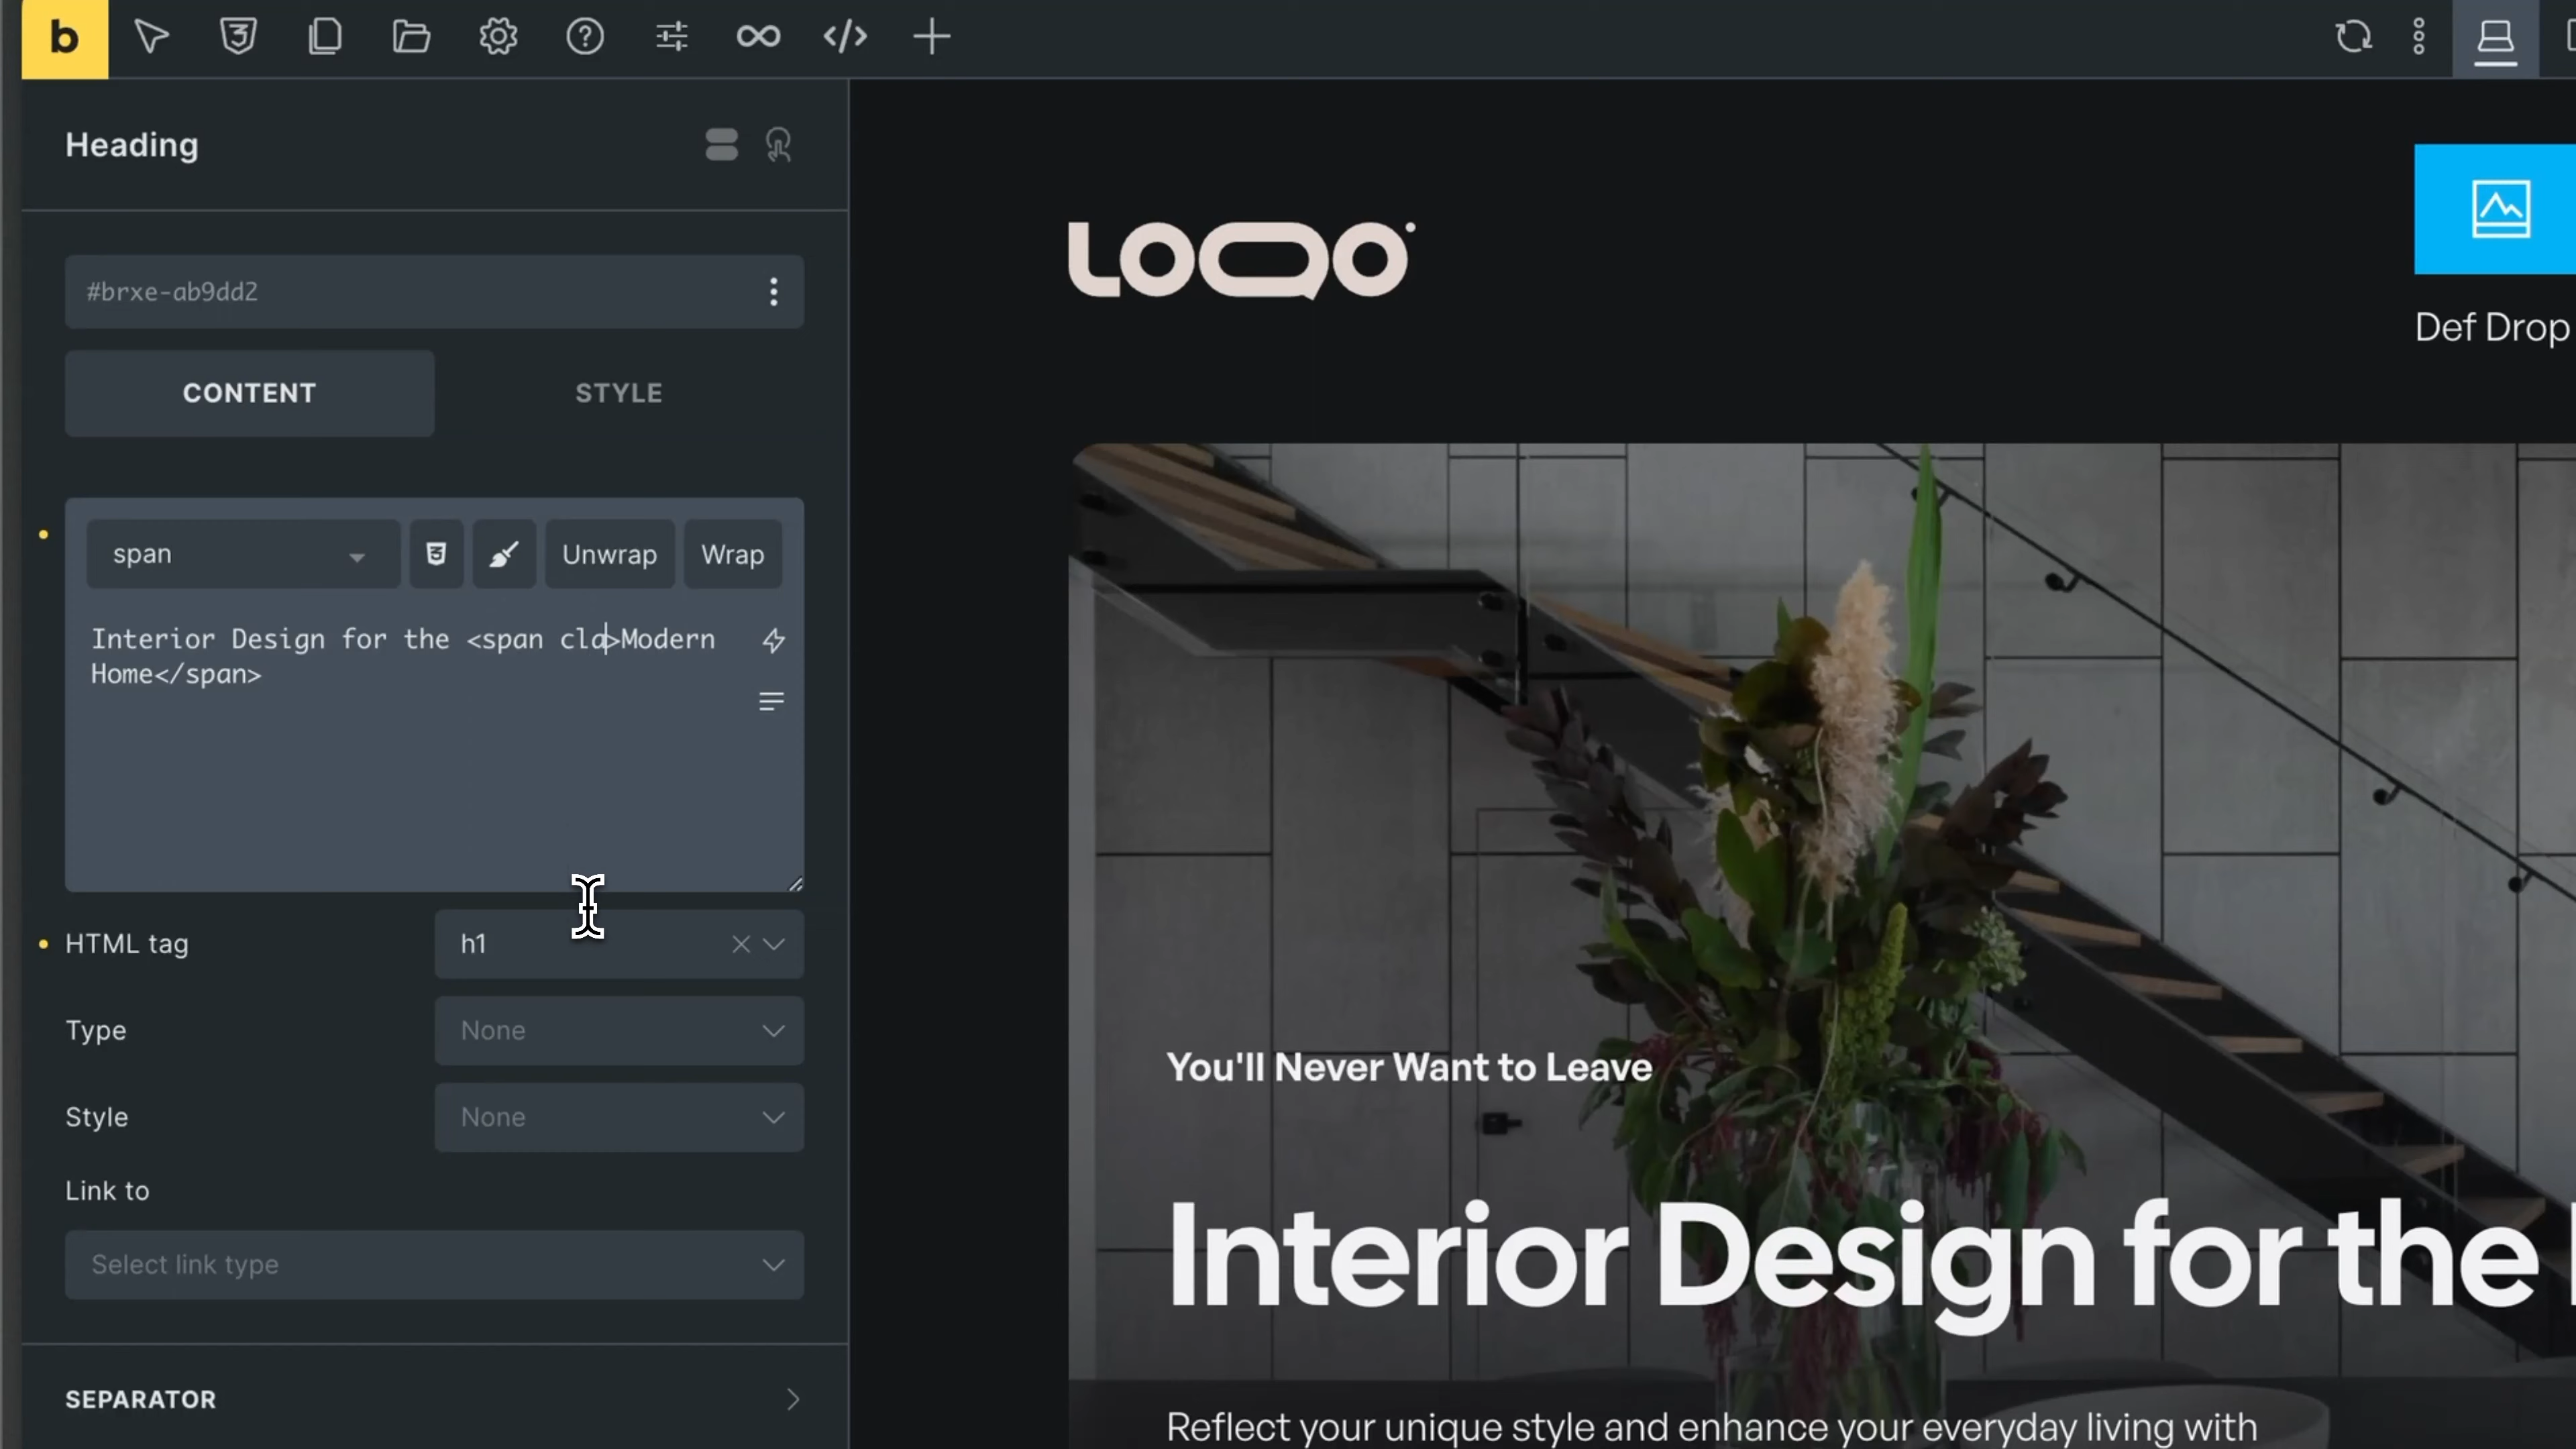 b
Heading
#brxe-ab9dd2
CONTENT
STYLE
span
Unwrap
Wrap
Interior Design for the <span cla>Modern
Home</span>
HTML tag
h1
Type
None
Style
None
Link to
Select link type
SEPARATOR
LOQO
Def Drop
You'll Never Want to Leave
Interior Design for the
Reflect your unique style and enhance your everyday living with